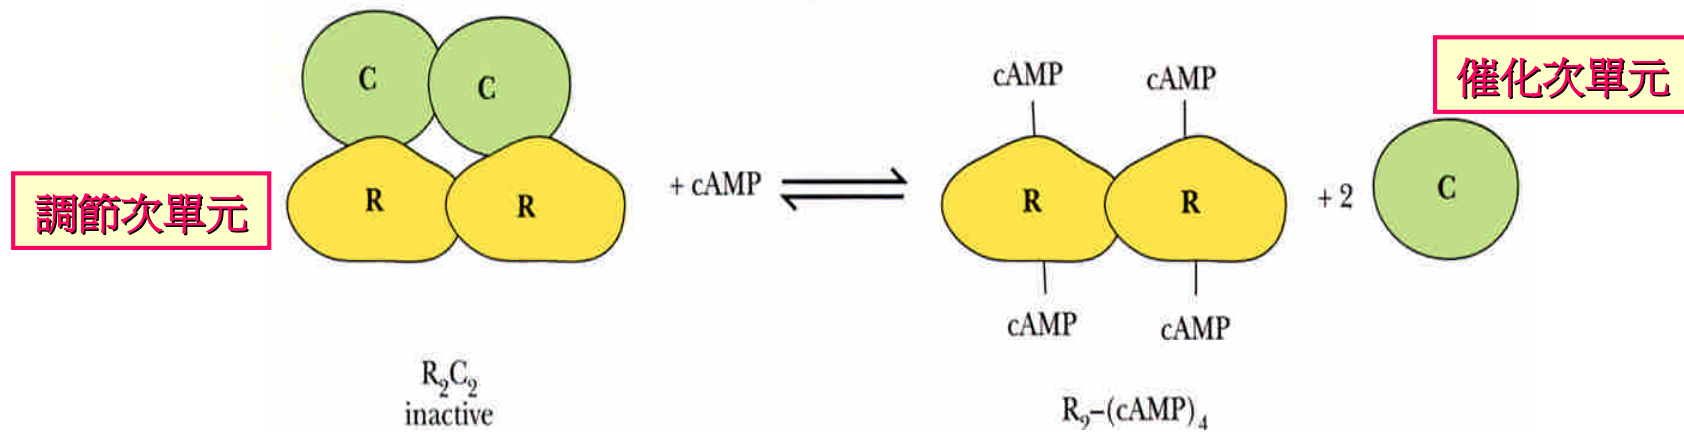 C
C
調節次單元
R
R
+ cAMP
R₂C₂
inactive
cAMP
cAMP
R
R
cAMP
cAMP
R₂–(cAMP)₄
+ 2
催化次單元
C